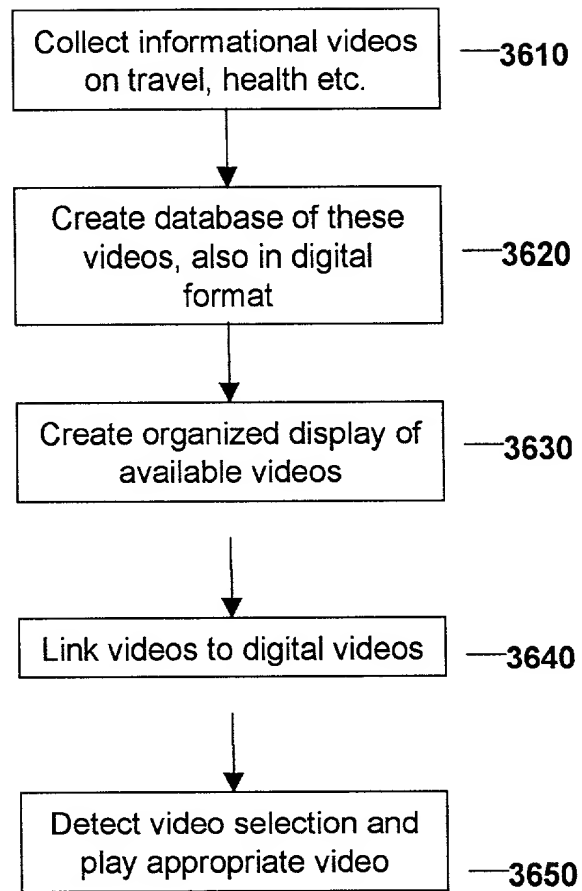 Collect informational videos
on travel, health etc.
3610
Create database of these
videos, also in digital
format
3620
Create organized display of
available videos
3630
Link videos to digital videos
3640
Detect video selection and
play appropriate video
3650